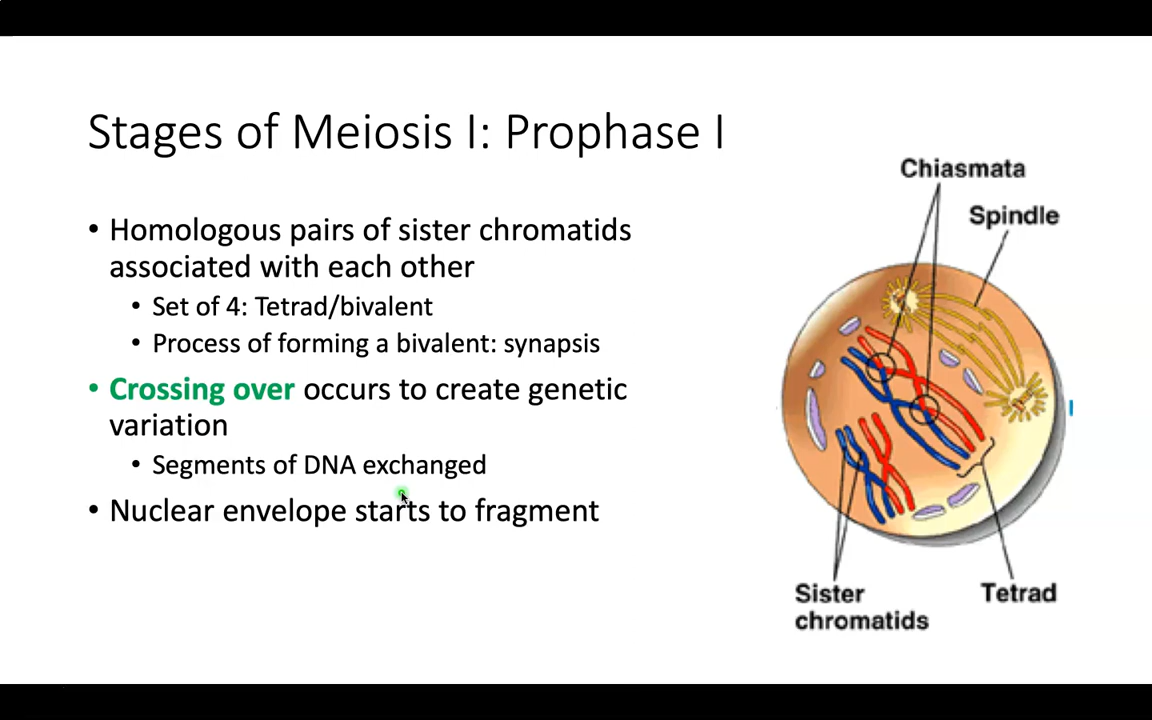 Stages of Meiosis I: Prophase I
Chiasmata
Spindle
• Homologous pairs of sister chromatids
associated with each other
• Set of 4: Tetrad/bivalent
• Process of forming a bivalent: synapsis
• Crossing over occurs to create genetic
variation
• Segments of DNA exchanged
• Nuclear envelope starts to fragment
Sister
chromatids
Tetrad